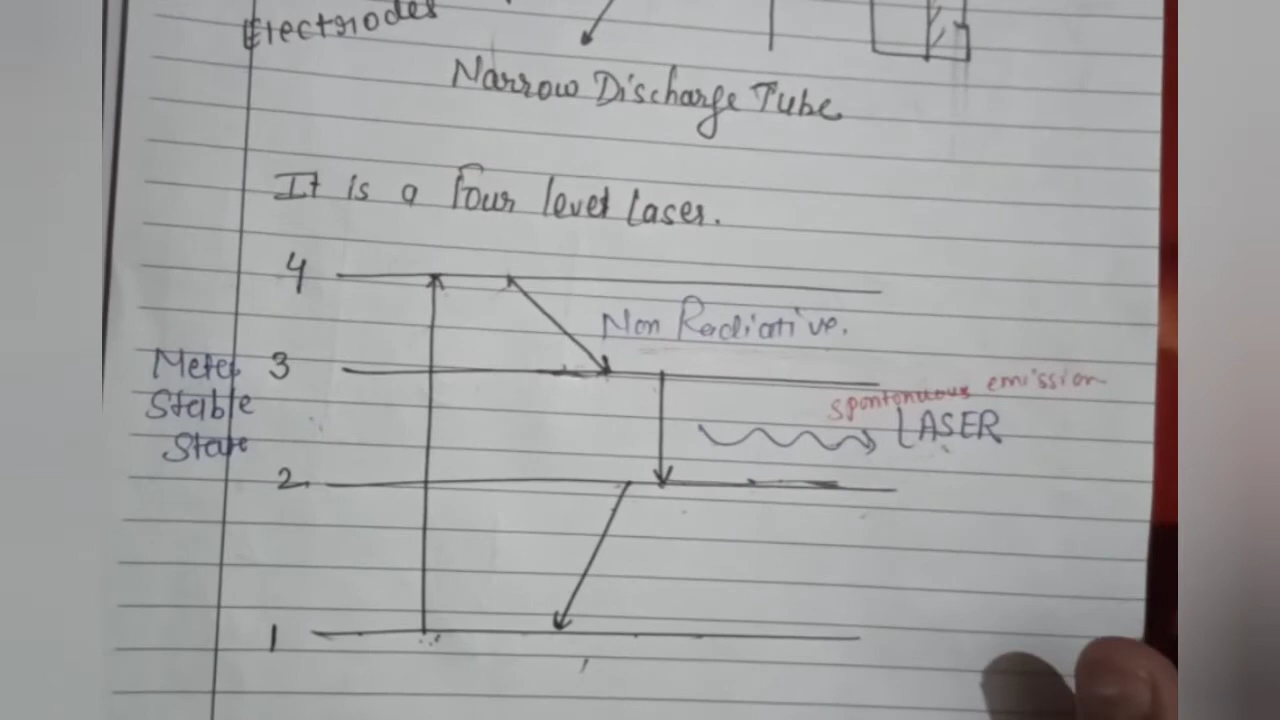 Electrodes
Narrow Discharge Tube
It is a four level laser.
4
Non Radiative.
Meta 3
Stable
State
spontonuous emission
LASER
2
1